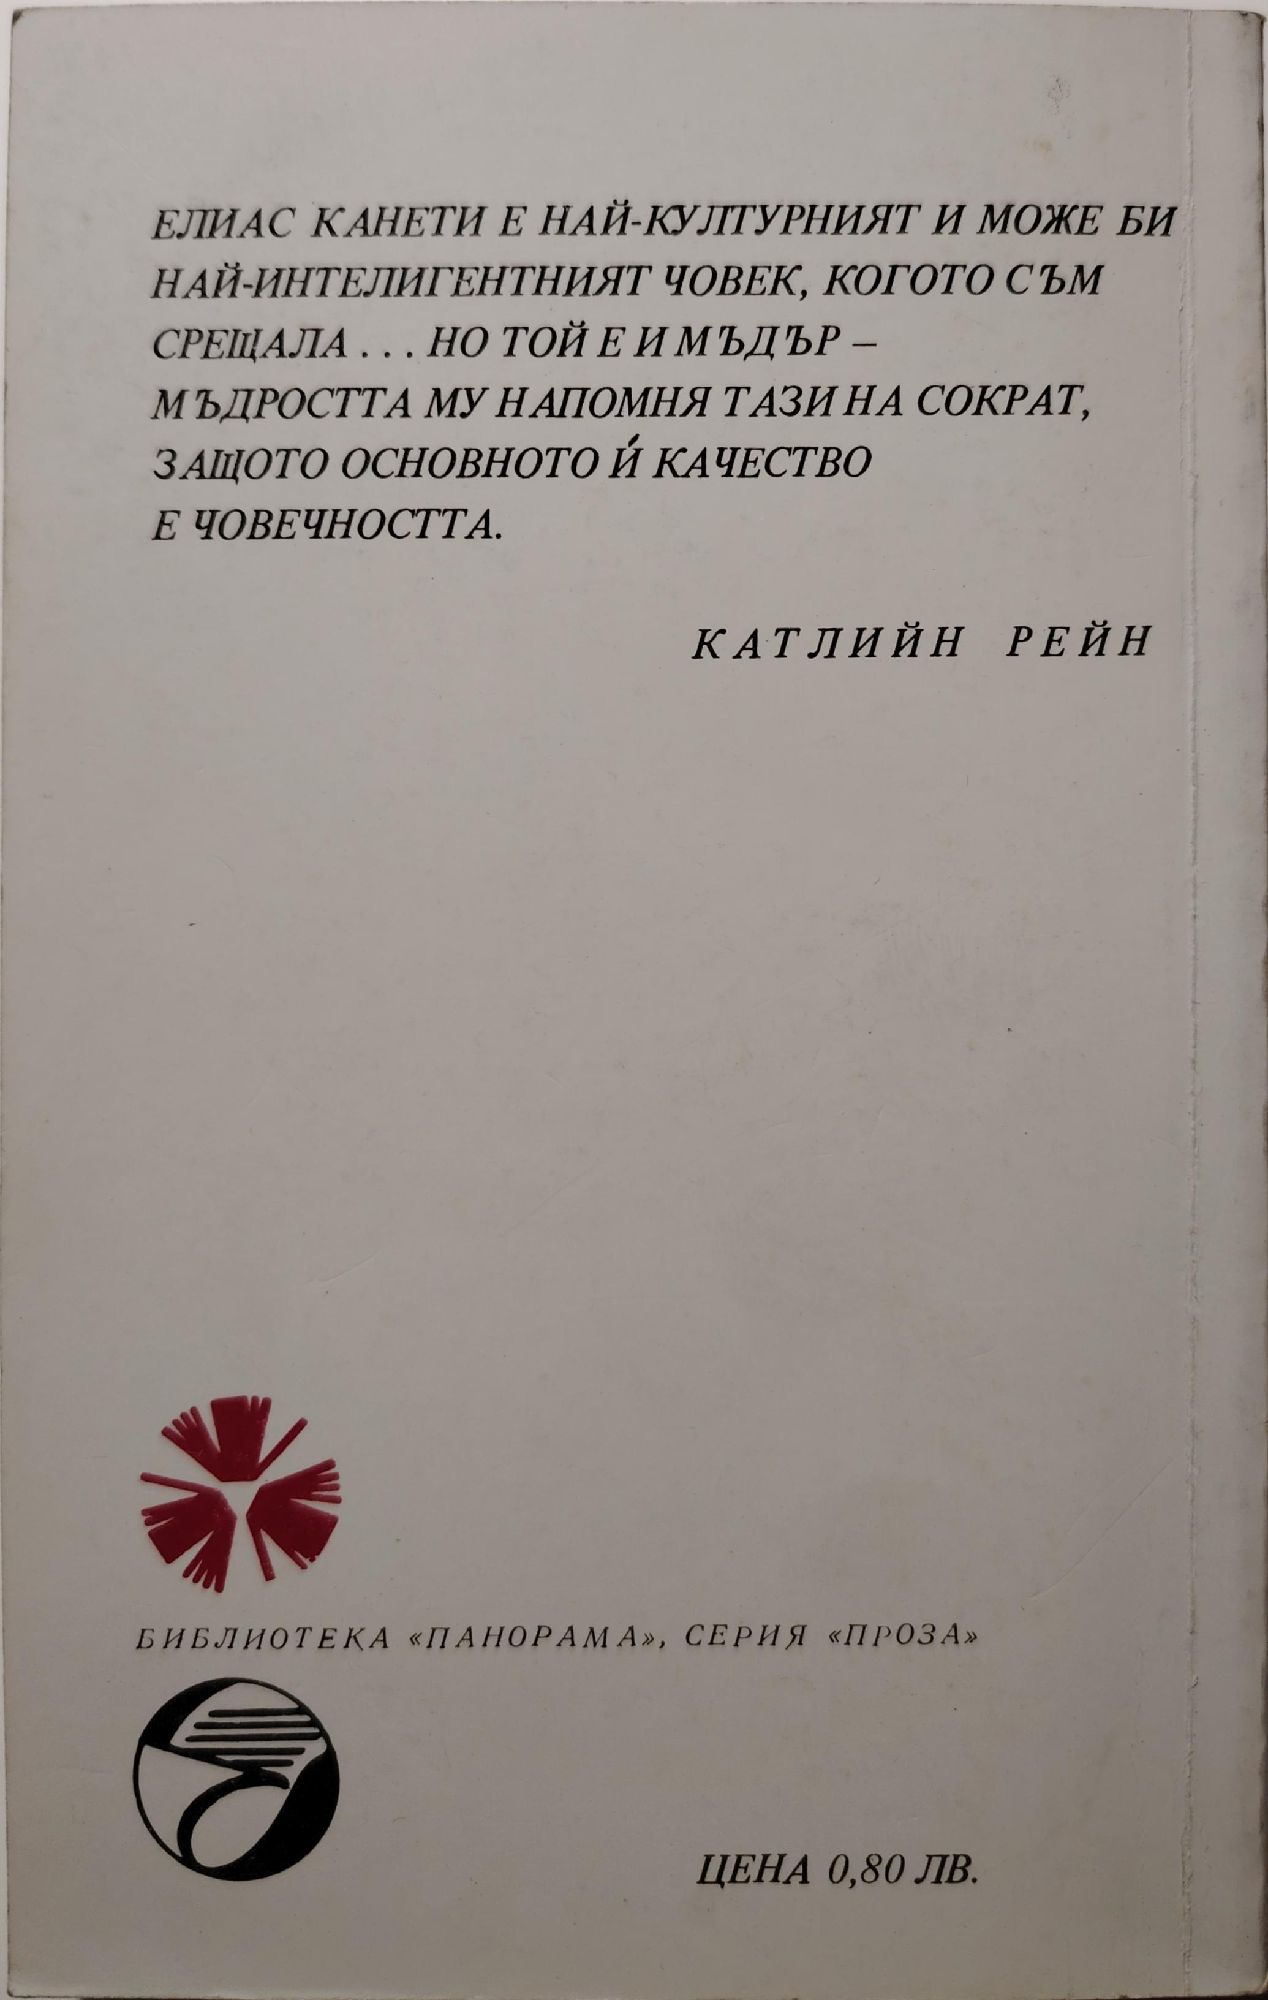 ЕЛИАС КАНЕТИ Е НАЙ-КУЛТУРНИЯТ И МОЖЕ БИ
НАЙ-ИНТЕЛИГЕНТНИЯТ ЧОВЕК, КОГОТО СЪМ
СРЕЩАЛА... НО ТОЙ Е И МЪДЪР –
МЪДРОСТТА МУ НАПОМНЯ ТАЗИ НА СОКРАТ,
ЗАЩОТО ОСНОВНОТО Ѝ КАЧЕСТВО
Е ЧОВЕЧНОСТТА.
КАТЛИЙН РЕЙН
БИБЛИОТЕКА «ПАНОРАМА», СЕРИЯ «ПРОЗА»
ЦЕНА 0,80 ЛВ.